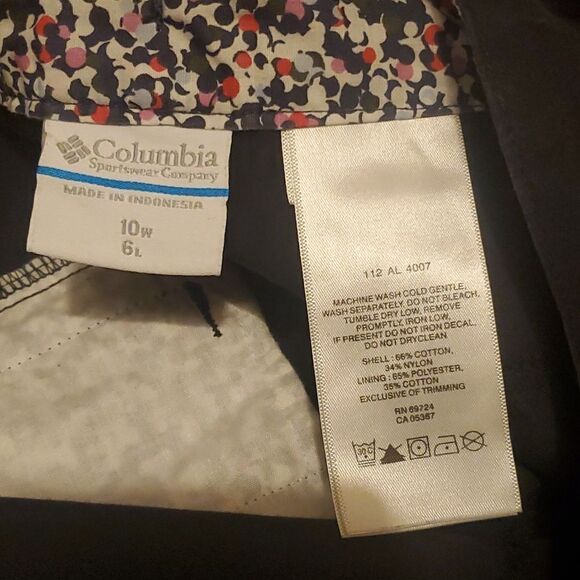 Columbia
Sportswear Company
MADE IN INDONESIA
10W
6L
112 AL 4007
MACHINE WASH COLD GENTLE,
WASH SEPARATELY. DO NOT BLEACH.
TUMBLE DRY LOW, REMOVE
PROMPTLY. IRON LOW.
IF PRESENT DO NOT IRON DECAL.
DO NOT DRYCLEAN.
SHELL : 66% COTTON,
34% NYLON
LINING : 65% POLYESTER,
35% COTTON
EXCLUSIVE OF TRIMMING
RN 69724
CA 05367
30°C